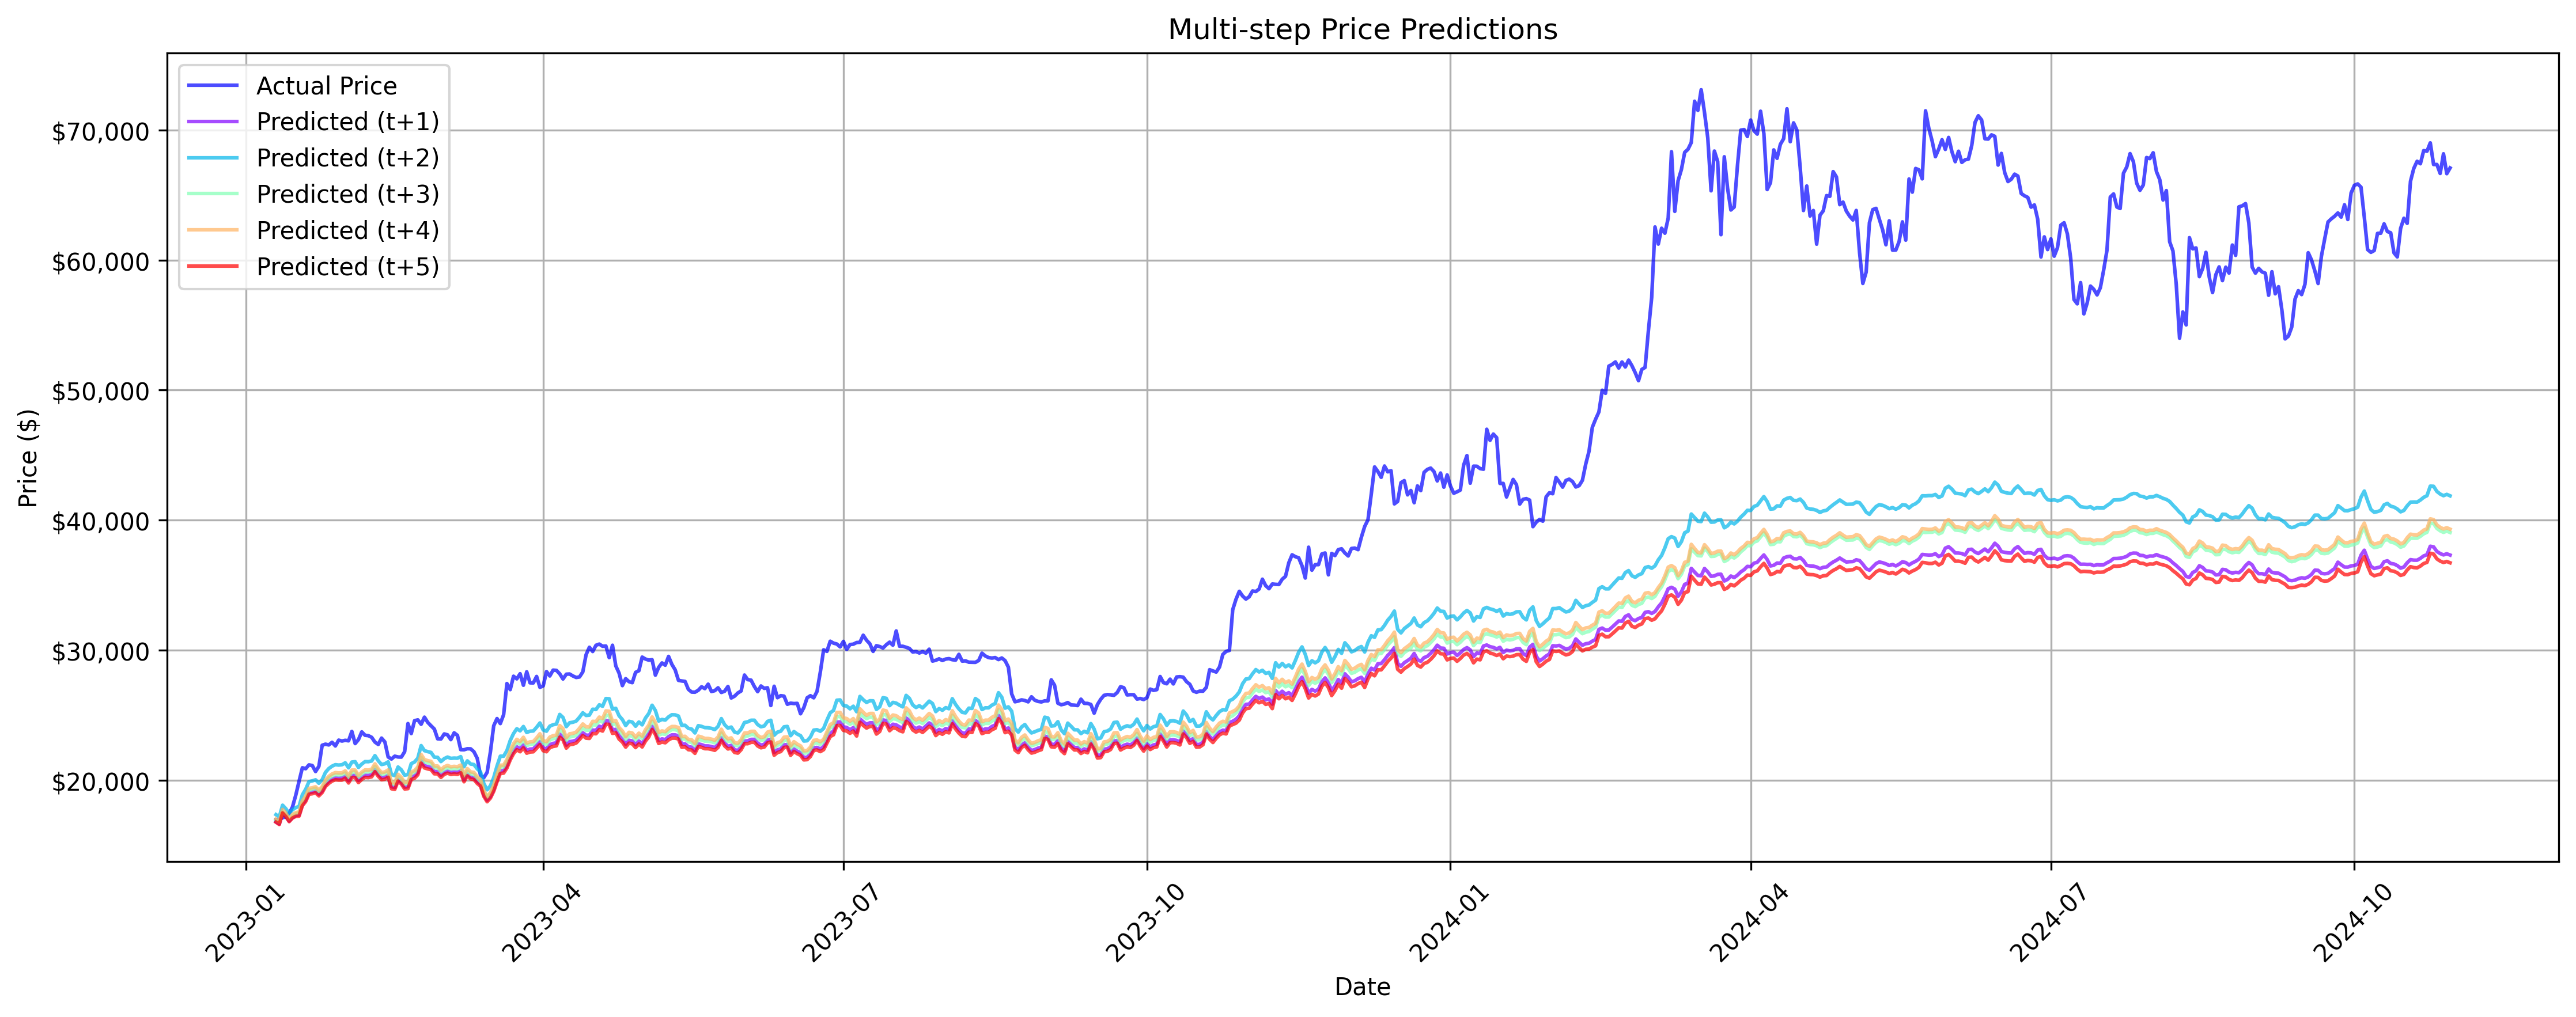 Multi-step Price Predictions
Actual Price
Predicted (t+1)
Predicted (t+2)
Predicted (t+3)
Predicted (t+4)
Predicted (t+5)
Price ($)
$70,000
$60,000
$50,000
$40,000
$30,000
$20,000
2023-01
2023-04
2023-07
2023-10
2024-01
2024-04
2024-07
2024-10
Date